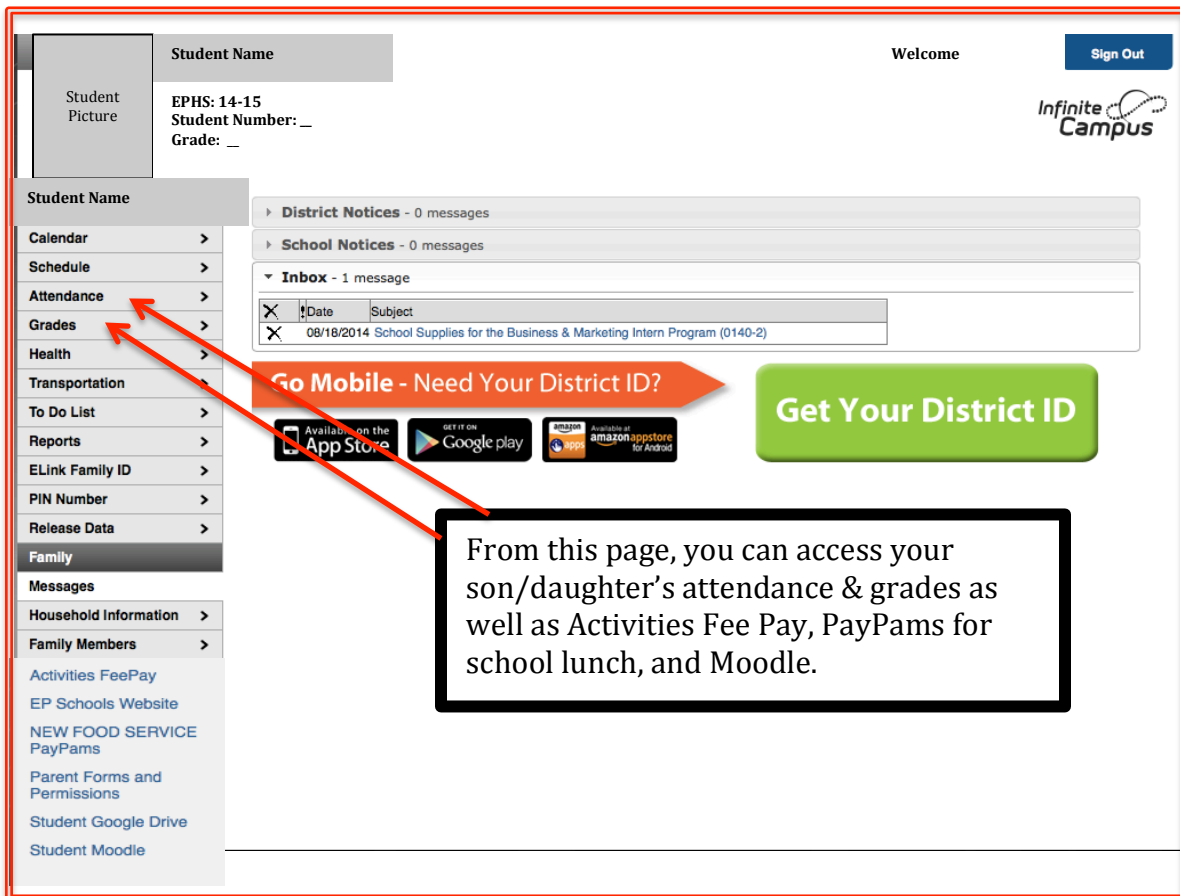 Student Name
Welcome
Sign Out
Student
Picture
EPHS: 14-15
Student Number: __
Grade: __
Infinite
Campus
Student Name
Calendar >
Schedule >
Attendance >
Grades >
Health >
Transportation >
To Do List >
Reports >
ELink Family ID >
PIN Number >
Release Data >
Family
Messages
Household Information >
Family Members >
Activities FeePay
EP Schools Website
NEW FOOD SERVICE
PayPams
Parent Forms and
Permissions
Student Google Drive
Student Moodle
District Notices - 0 messages
School Notices - 0 messages
Inbox - 1 message
X ! Date Subject
X 08/18/2014 School Supplies for the Business & Marketing Intern Program (0140-2)
Go Mobile - Need Your District ID?
Available on the
App Store
GET IT ON
Google play
amazon
apps
Available at
amazonappstore
for Android
Get Your District ID
From this page, you can access your
son/daughter’s attendance & grades as
well as Activities Fee Pay, PayPams for
school lunch, and Moodle.